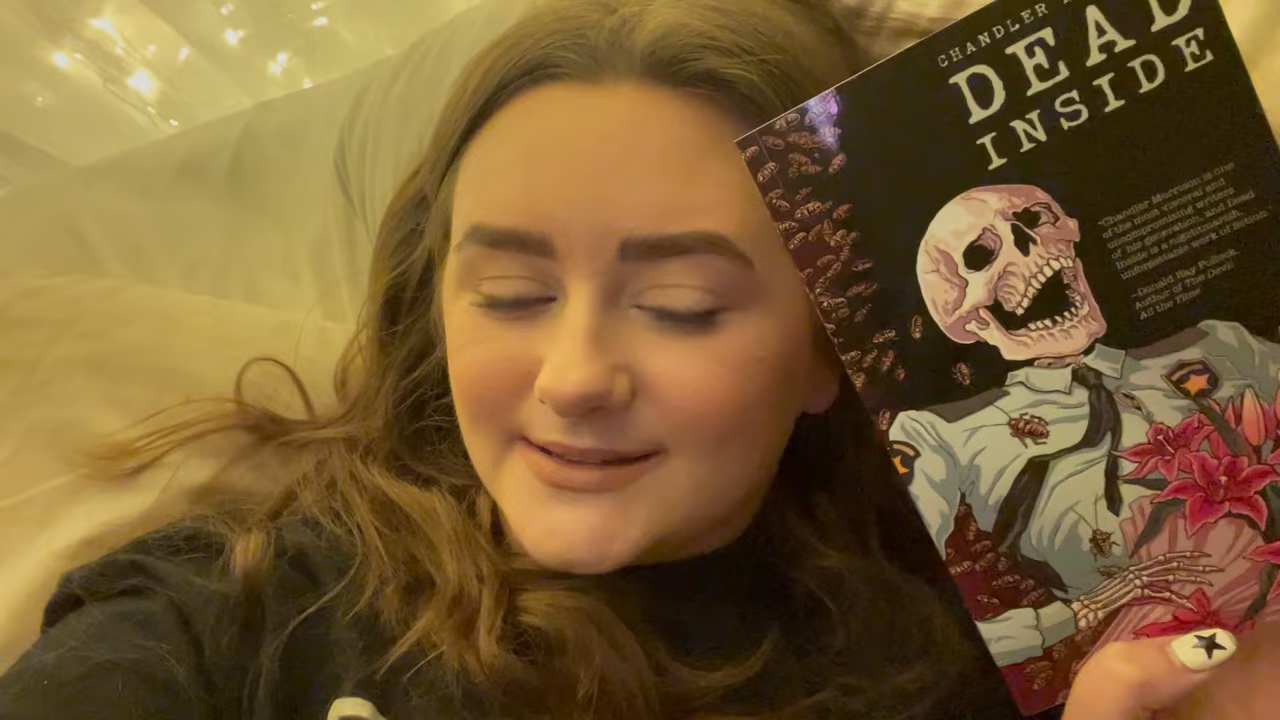 CHANDLER
DEAD
INSIDE
"Chandler Morrison is one
of the most visceral and
uncompromising writers
of his generation, and Dead
Inside is a nightmarish,
unforgettable work of fiction."
—Donald Ray Pollock,
Author of The Devil
All the Time